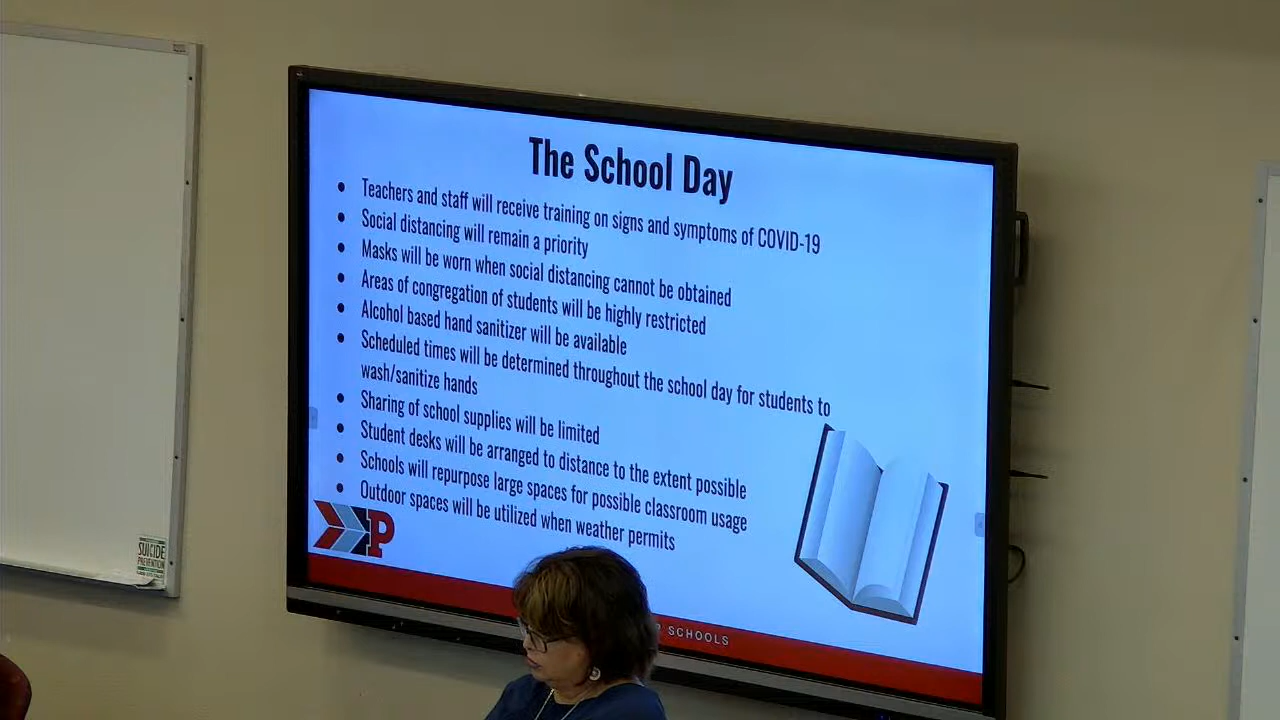 The School Day
• Teachers and staff will receive training on signs and symptoms of COVID-19
• Social distancing will remain a priority
• Masks will be worn when social distancing cannot be obtained
• Areas of congregation of students will be highly restricted
• Alcohol based hand sanitizer will be available
• Scheduled times will be determined throughout the school day for students to
wash/sanitize hands
• Sharing of school supplies will be limited
• Student desks will be arranged to distance to the extent possible
• Schools will repurpose large spaces for possible classroom usage
• Outdoor spaces will be utilized when weather permits
P
SCHOOLS
SUICIDE
PREVENTION